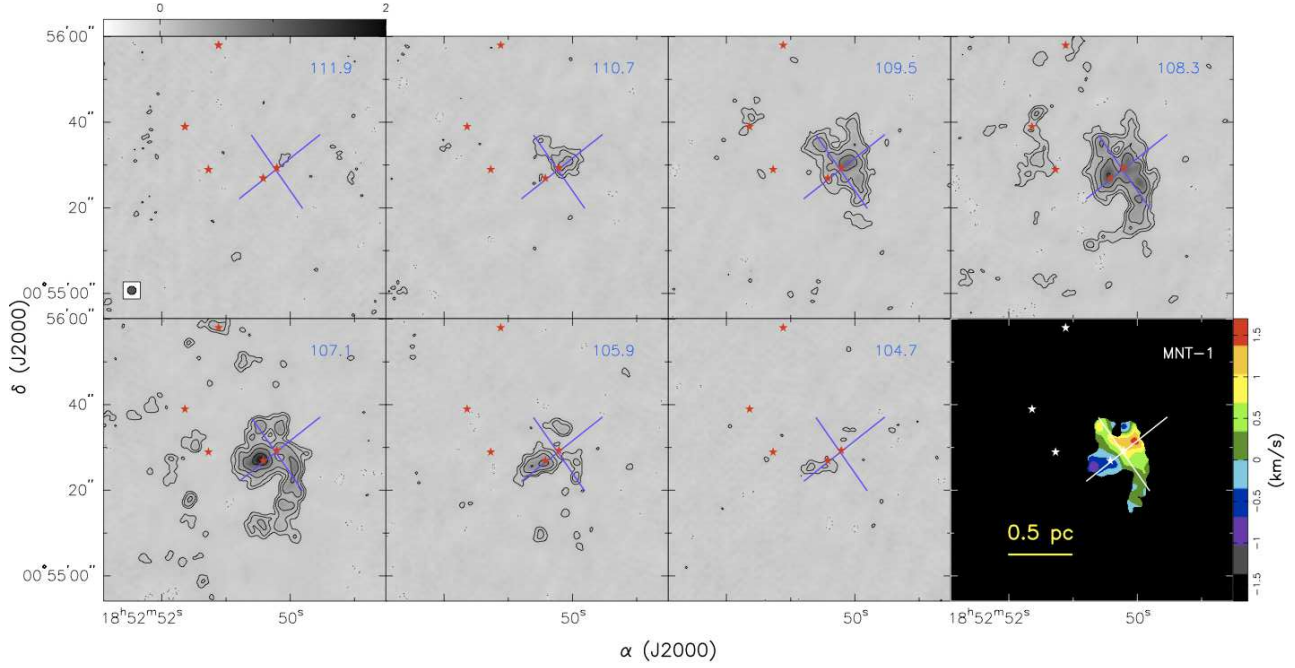 0 2
56′00″ 111.9 110.7 109.5 108.3
40″
20″
00°55′00″
56′00″ 107.1 105.9 104.7 MNT−1
40″
20″
00°55′00″
0.5 pc
1.5
1
0.5
0
−0.5
−1
−1.5
(km/s)
δ (J2000)
18ʰ52ᵐ52ˢ 50ˢ 50ˢ 50ˢ 18ʰ52ᵐ52ˢ 50ˢ
α (J2000)